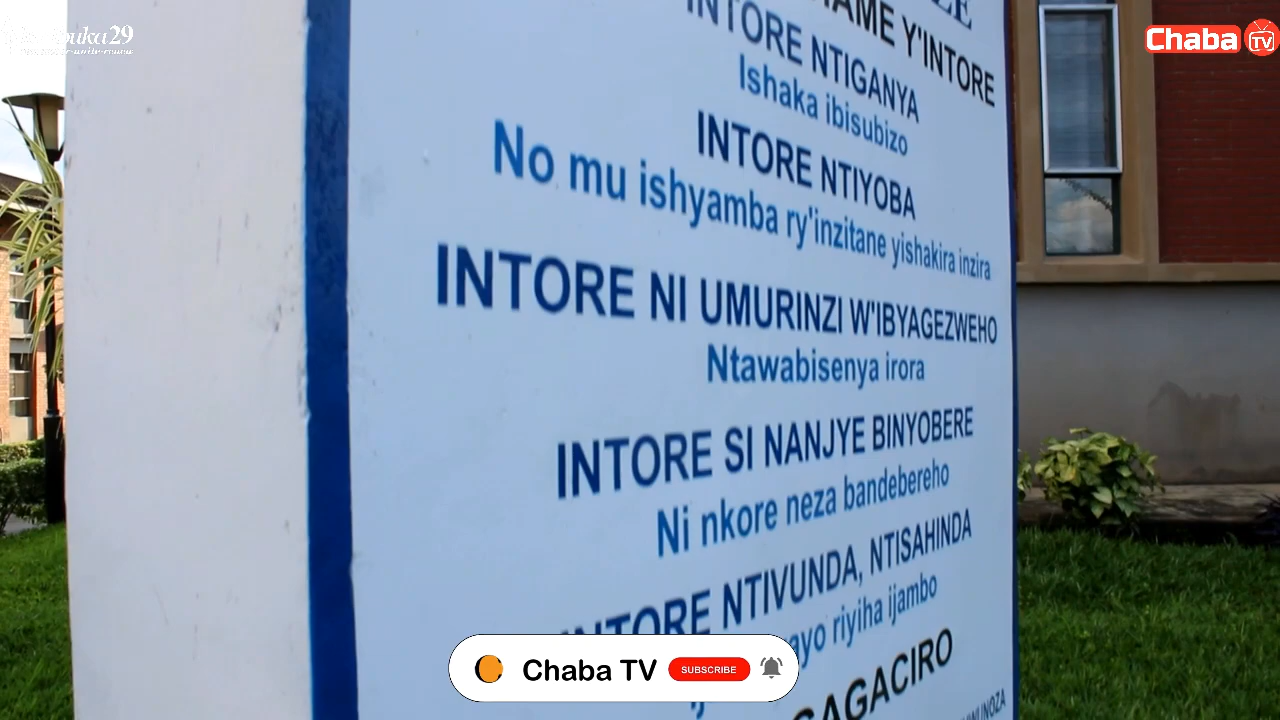 Chaba TV
Y'INTORE
INTORE NTIGANYA
Ishaka ibisubizo
INTORE NTIYOBA
No mu ishyamba ry'inzitane yishakira inzira
INTORE NI UMURINZI W'IBYAGEZWEHO
Ntawabisenya irora
INTORE SI NANJYE BINYOBERE
Ni nkore neza bandebereho
INTORE NTIVUNDA, NTISAHINDA
riyiha ijambo
AGACIRO
Chaba TV SUBSCRIBE